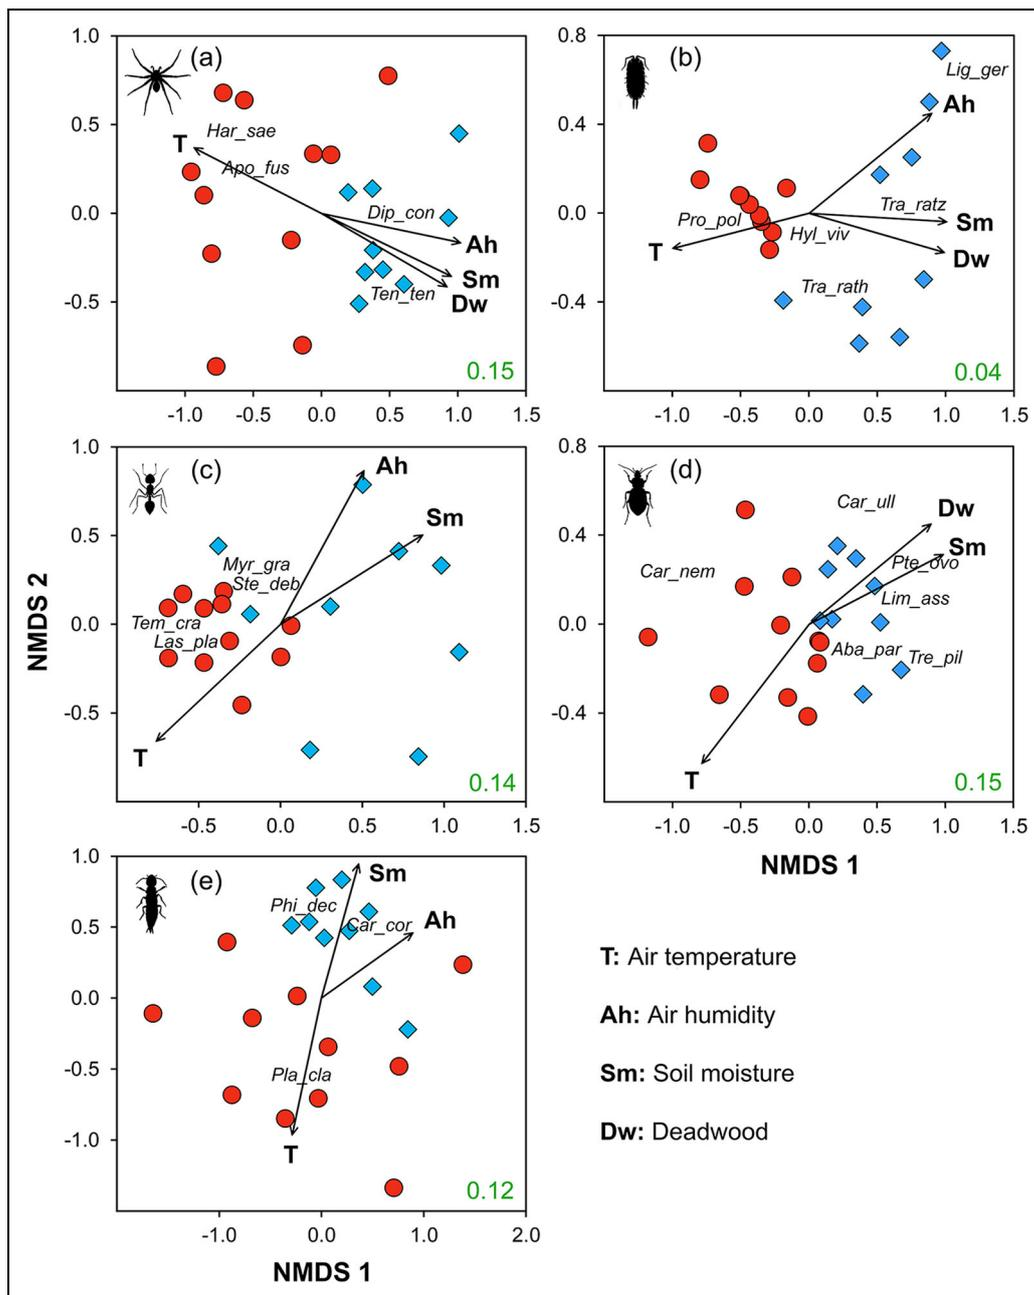 (a)
1.0
0.5
0.0
-0.5
T
Har_sae
Apo_fus
Dip_con
Ah
Sm
Ten_ten
Dw
0.15
-1.0 -0.5 0.0 0.5 1.0 1.5
(b)
0.8
0.4
0.0
-0.4
Lig_ger
Ah
Tra_ratz
Pro_pol
Hyl_viv
Sm
T
Dw
Tra_rath
0.04
-1.0 -0.5 0.0 0.5 1.0 1.5
(c)
1.0
0.5
0.0
-0.5
Ah
Sm
Myr_gra
Ste_deb
Tem_cra
Las_pla
T
0.14
-0.5 0.0 0.5 1.0 1.5
NMDS 2
(d)
0.8
0.4
0.0
-0.4
Car_ull
Dw
Sm
Pte_ovo
Car_nem
Lim_ass
Aba_par
Tre_pil
T
0.15
-1.0 -0.5 0.0 0.5 1.0 1.5
NMDS 1
(e)
1.0
0.5
0.0
-0.5
-1.0
Sm
Phi_dec
Ah
Car_cor
Pla_cla
T
0.12
-1.0 0.0 1.0 2.0
NMDS 1
T: Air temperature
Ah: Air humidity
Sm: Soil moisture
Dw: Deadwood